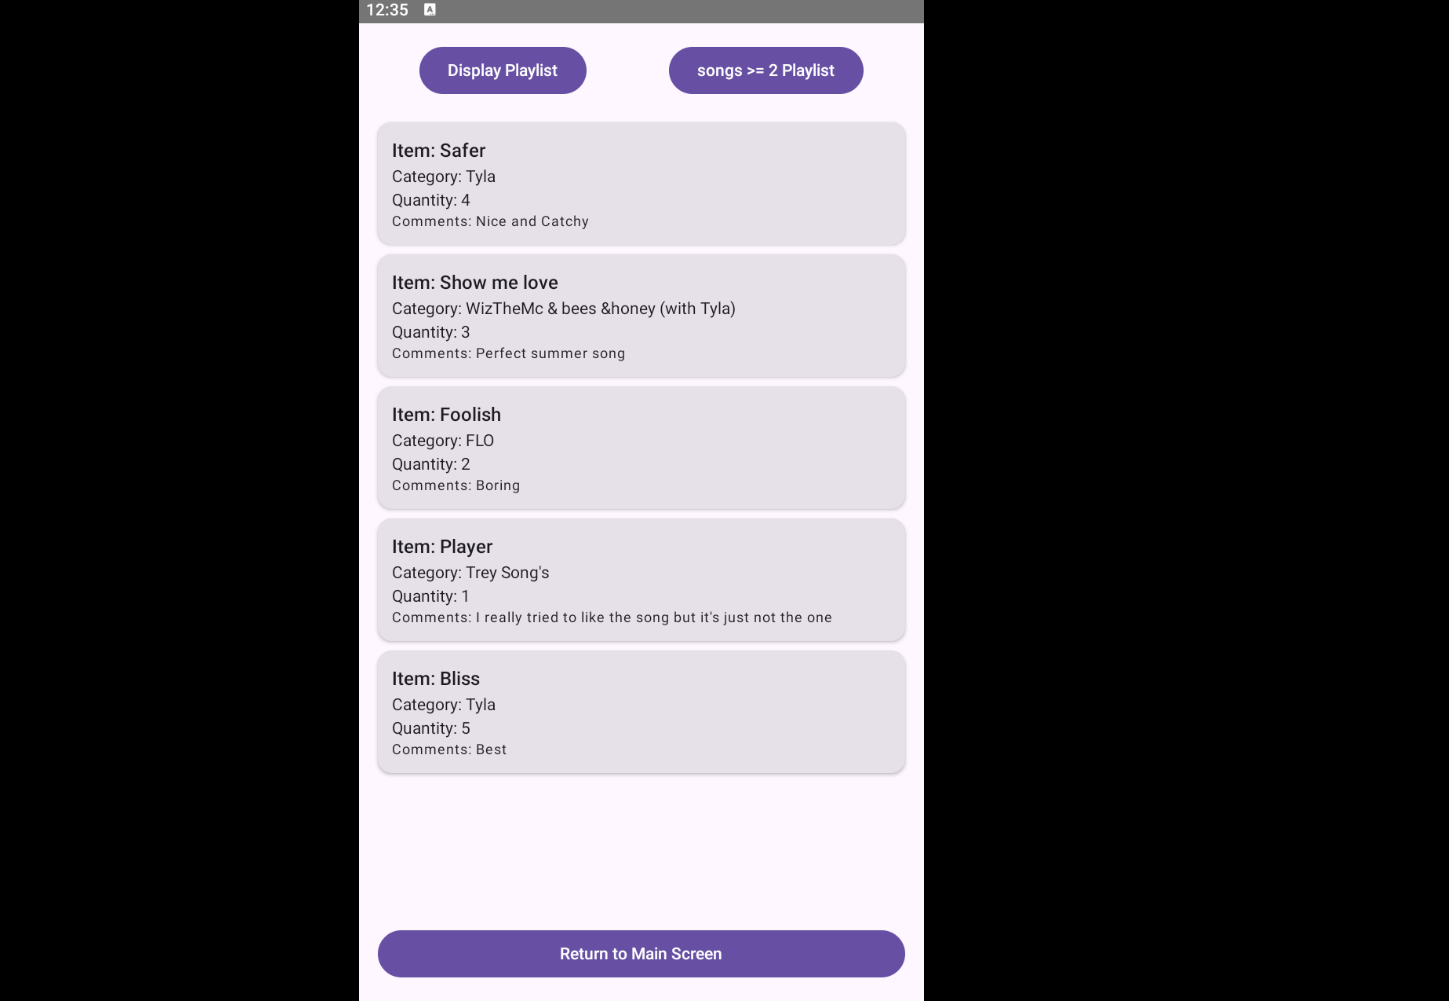 12:35
Display Playlist
songs >= 2 Playlist
Item: Safer
Category: Tyla
Quantity: 4
Comments: Nice and Catchy
Item: Show me love
Category: WizTheMc & bees &honey (with Tyla)
Quantity: 3
Comments: Perfect summer song
Item: Foolish
Category: FLO
Quantity: 2
Comments: Boring
Item: Player
Category: Trey Song's
Quantity: 1
Comments: I really tried to like the song but it's just not the one
Item: Bliss
Category: Tyla
Quantity: 5
Comments: Best
Return to Main Screen